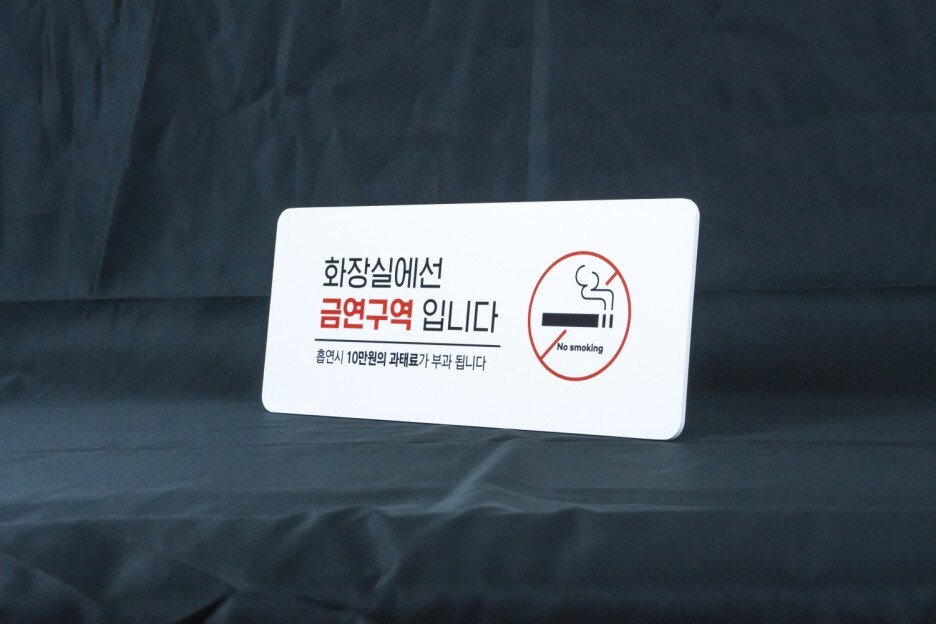 화장실에선
금연구역 입니다
흡연시 10만원의 과태료가 부과 됩니다
No smoking